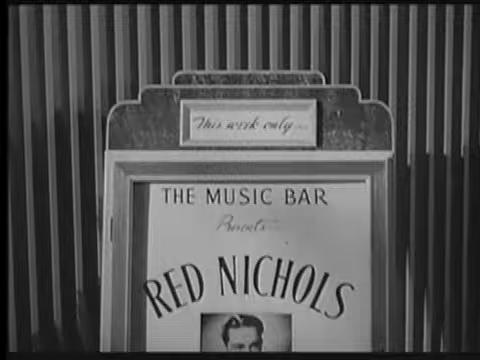 This week only...
THE MUSIC BAR
Presents
RED NICHOLS